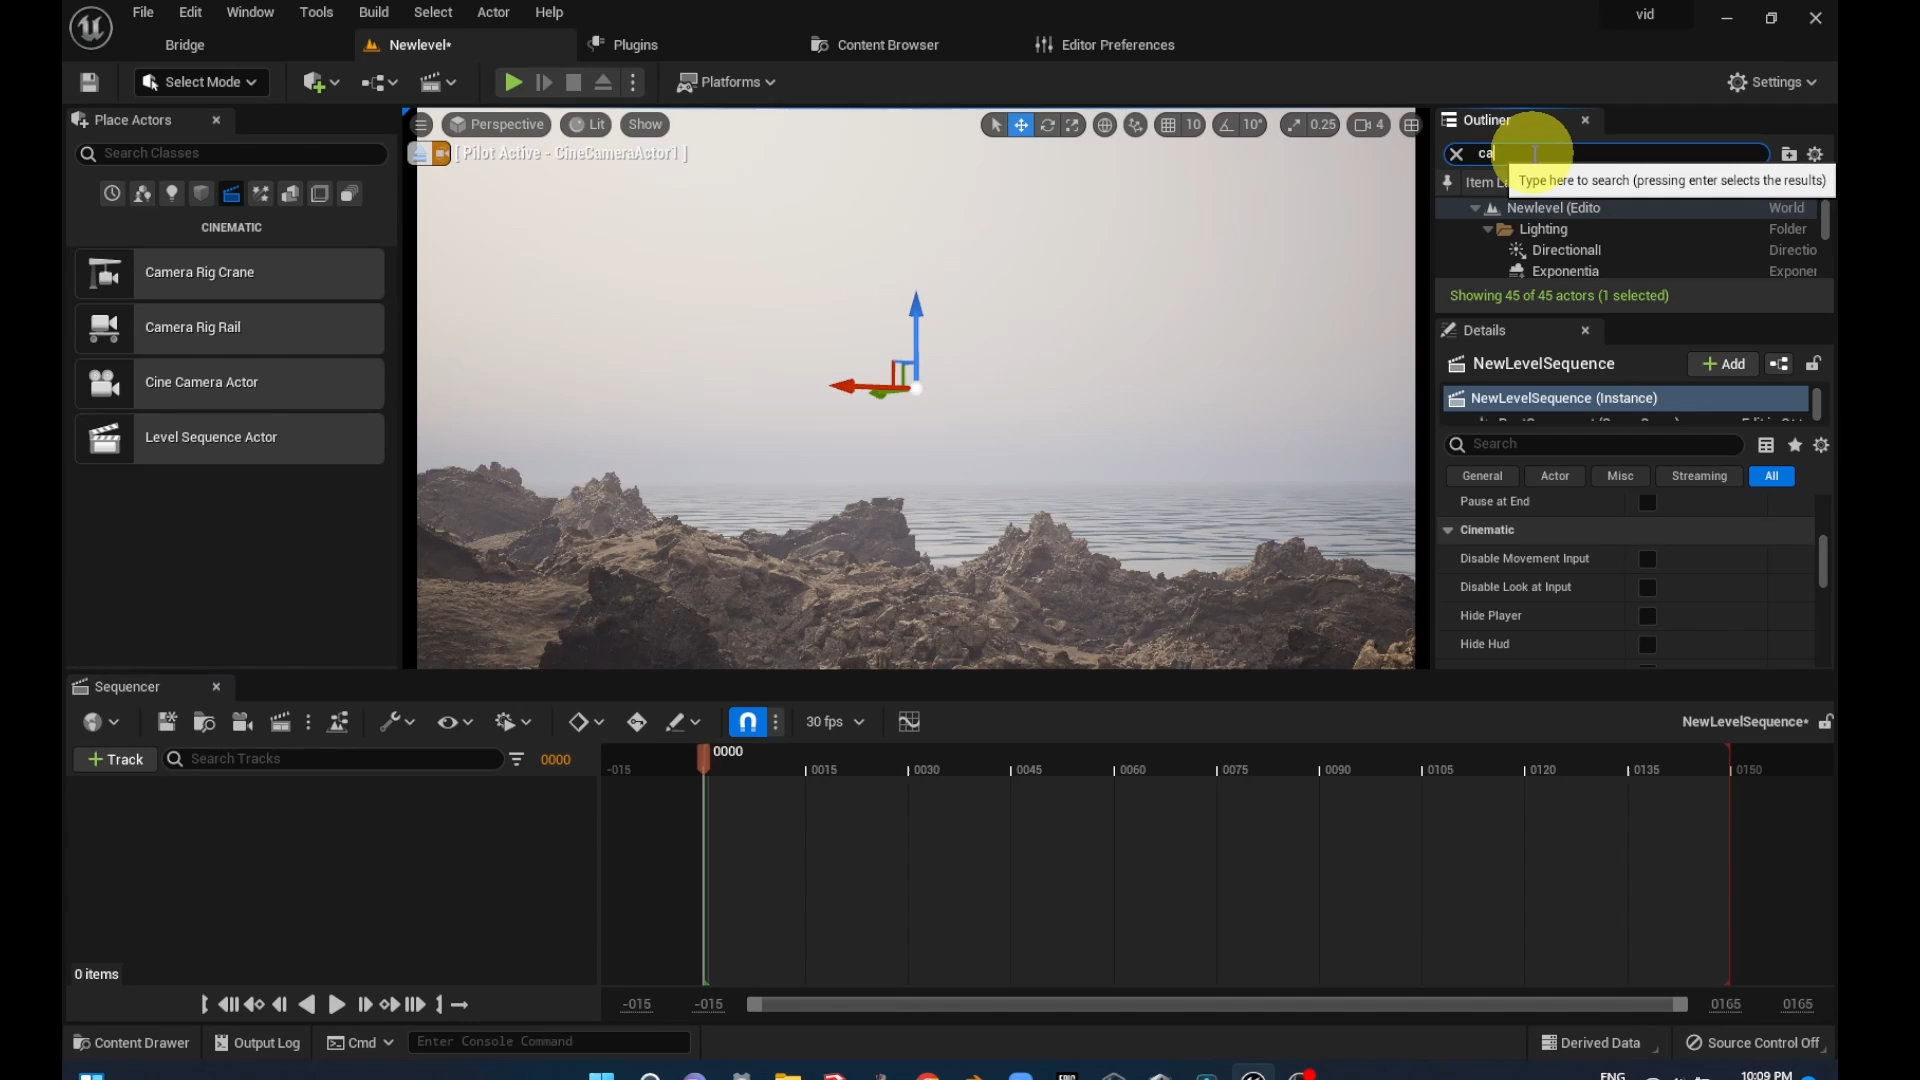 File Edit Window Tools Build Select Actor Help
vid
Bridge
Newlevel*
Plugins
Content Browser
Editor Preferences
Select Mode
Platforms
Settings
Place Actors
Search Classes
CINEMATIC
Camera Rig Crane
Camera Rig Rail
Cine Camera Actor
Level Sequence Actor
Perspective
Lit
Show
10
10°
0.25
4
[ Pilot Active - CineCameraActor1 ]
Outliner
ca
Type here to search (pressing enter selects the results)
Item L
Newlevel (Edito World
Lighting Folder
Directionall Directio
Exponentia Exponer
Showing 45 of 45 actors (1 selected)
Details
NewLevelSequence
Add
NewLevelSequence (Instance)
Search
General Actor Misc Streaming All
Pause at End
Cinematic
Disable Movement Input
Disable Look at Input
Hide Player
Hide Hud
Sequencer
30 fps
NewLevelSequence*
Track
Search Tracks
0000
0000
-015 0015 0030 0045 0060 0075 0090 0105 0120 0135 0150
0 items
-015 -015 0165 0165
Content Drawer
Output Log
Cmd
Enter Console Command
Derived Data
Source Control Off
ENG
10:09 PM